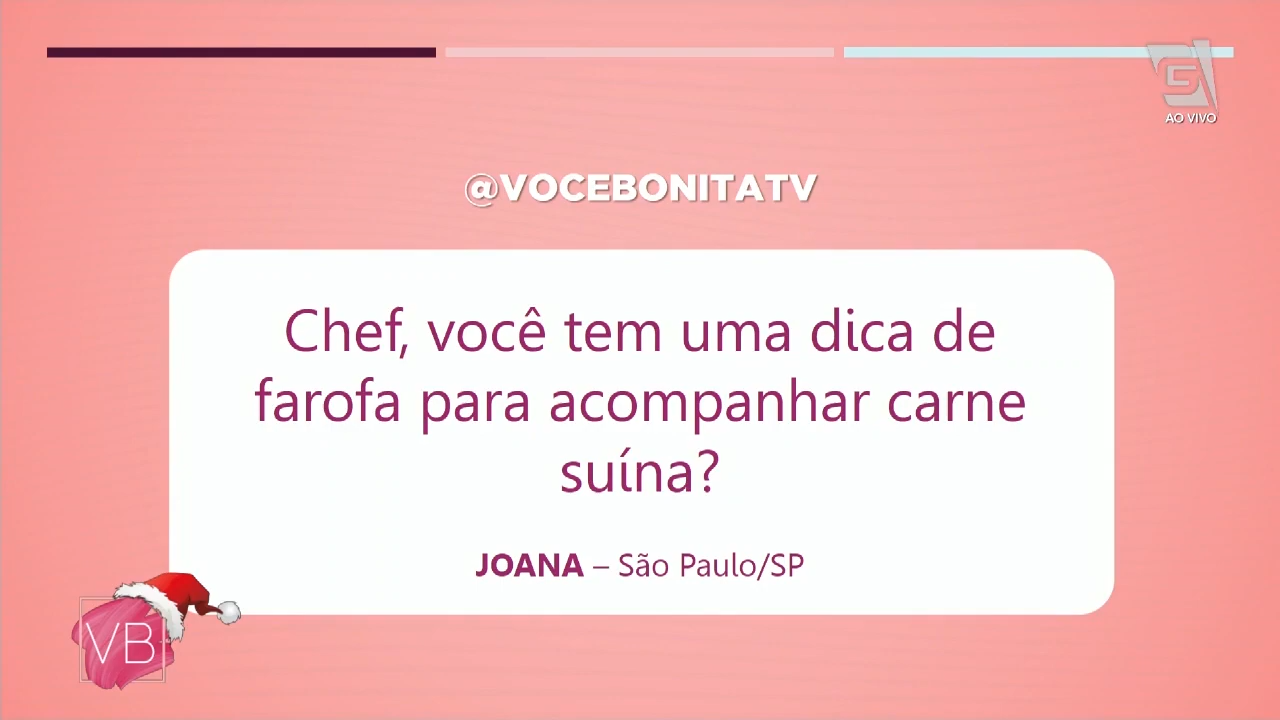 AO VIVO
@VOCEBONITATV
Chef, você tem uma dica de
farofa para acompanhar carne
suína?
JOANA – São Paulo/SP
VB